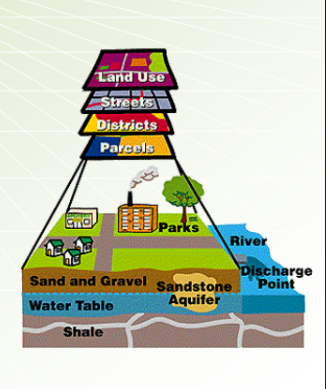 Land Use
Streets
Districts
Parcels
Parks
River
Discharge
Point
Sand and Gravel
Sandstone
Aquifer
Water Table
Shale